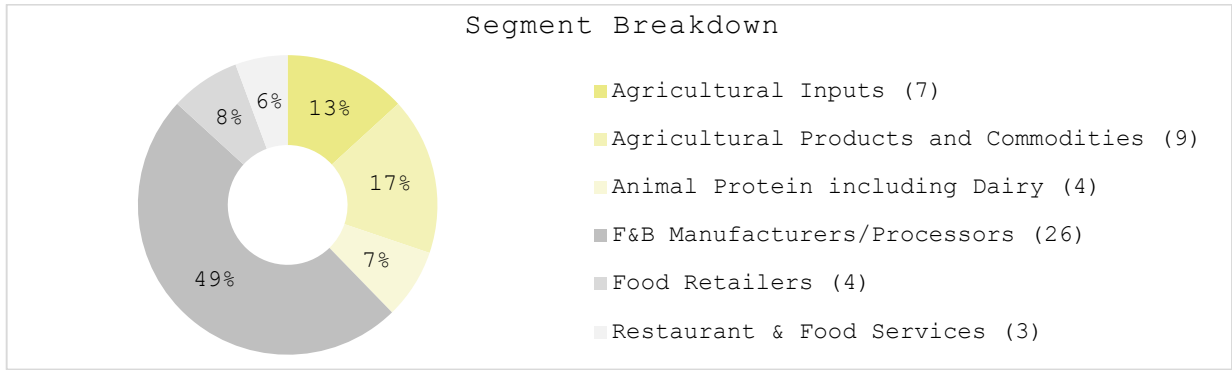 Segment Breakdown
6%
13%
8%
17%
7%
49%
Agricultural Inputs (7)
Agricultural Products and Commodities (9)
Animal Protein including Dairy (4)
F&B Manufacturers/Processors (26)
Food Retailers (4)
Restaurant & Food Services (3)